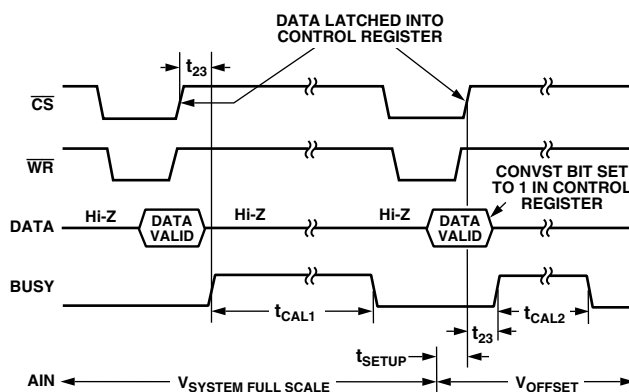 DATA LATCHED INTO
CONTROL REGISTER
t23
CS
WR
CONVST BIT SET
TO 1 IN CONTROL
REGISTER
DATA
Hi-Z
DATA
VALID
Hi-Z
Hi-Z
DATA
VALID
BUSY
tCAL1
t23
tCAL2
tSETUP
AIN
VSYSTEM FULL SCALE
VOFFSET